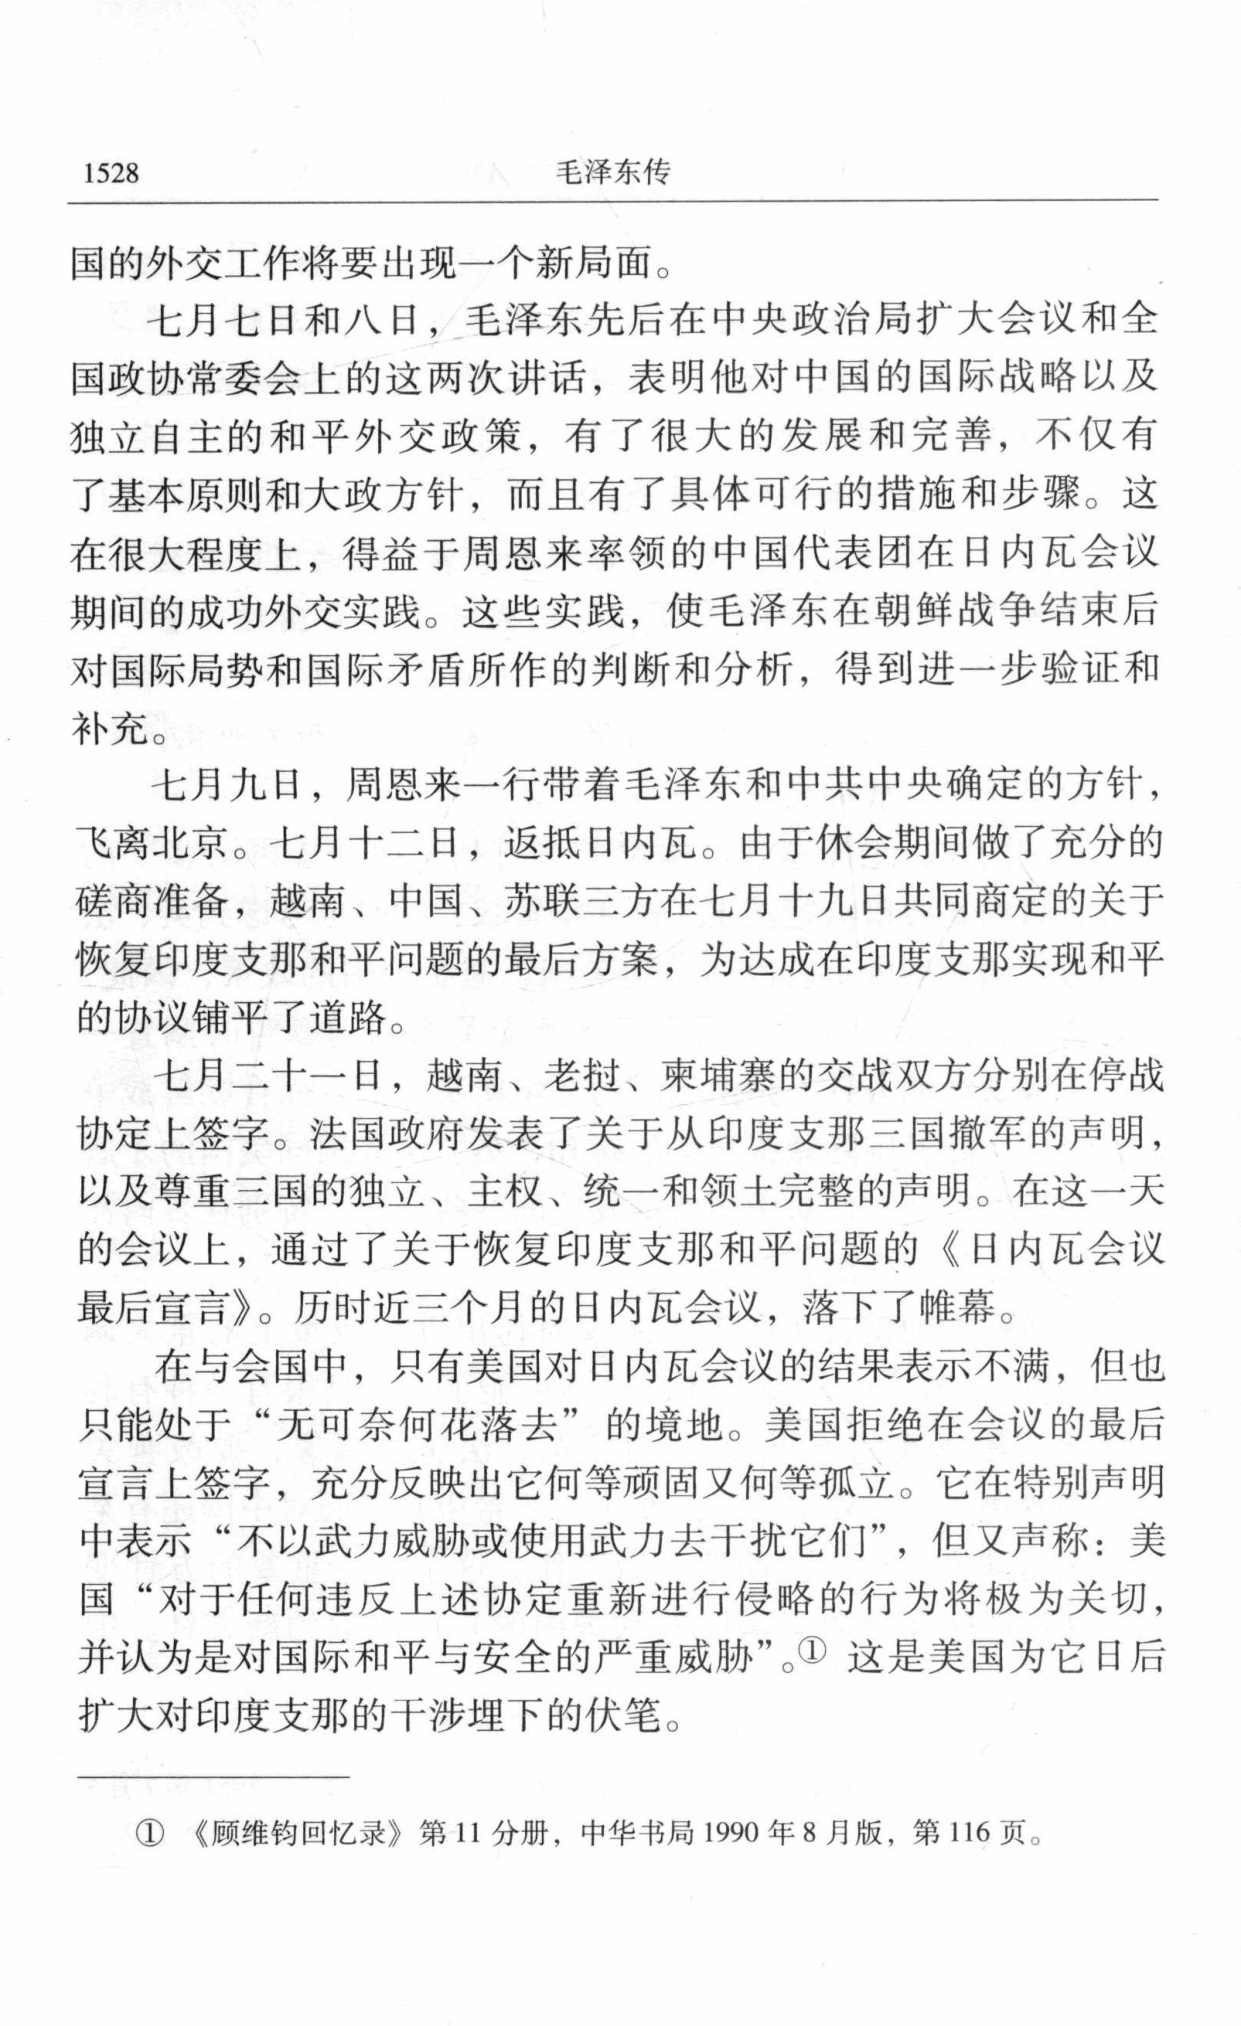 1528
毛泽东传
国的外交工作将要出现一个新局面。
七月七日和八日，毛泽东先后在中央政治局扩大会议和全
国政协常委会上的这两次讲话，表明他对中国的国际战略以及
独立自主的和平外交政策，有了很大的发展和完善，不仅有
了基本原则和大政方针，而且有了具体可行的措施和步骤。这
在很大程度上，得益于周恩来率领的中国代表团在日内瓦会议
期间的成功外交实践。这些实践，使毛泽东在朝鲜战争结束后
对国际局势和国际矛盾所作的判断和分析，得到进一步验证和
补充。
七月九日，周恩来一行带着毛泽东和中共中央确定的方针，
飞离北京。七月十二日，返抵日内瓦。由于休会期间做了充分的
磋商准备，越南、中国、苏联三方在七月十九日共同商定的关于
恢复印度支那和平问题的最后方案，为达成在印度支那实现和平
的协议铺平了道路。
七月二十一日，越南、老挝、柬埔寨的交战双方分别在停战
协定上签字。法国政府发表了关于从印度支那三国撤军的声明，
以及尊重三国的独立、主权、统一和领土完整的声明。在这一天
的会议上，通过了关于恢复印度支那和平问题的《日内瓦会议
最后宣言》。历时近三个月的日内瓦会议，落下了帷幕。
在与会国中，只有美国对日内瓦会议的结果表示不满，但也
只能处于“无可奈何花落去”的境地。美国拒绝在会议的最后
宣言上签字，充分反映出它何等顽固又何等孤立。它在特别声明
中表示“不以武力威胁或使用武力去干扰它们”，但又声称：美
国“对于任何违反上述协定重新进行侵略的行为将极为关切，
并认为是对国际和平与安全的严重威胁”。① 这是美国为它日后
扩大对印度支那的干涉埋下的伏笔。
① 《顾维钧回忆录》第 11 分册，中华书局 1990 年 8 月版，第 116 页。